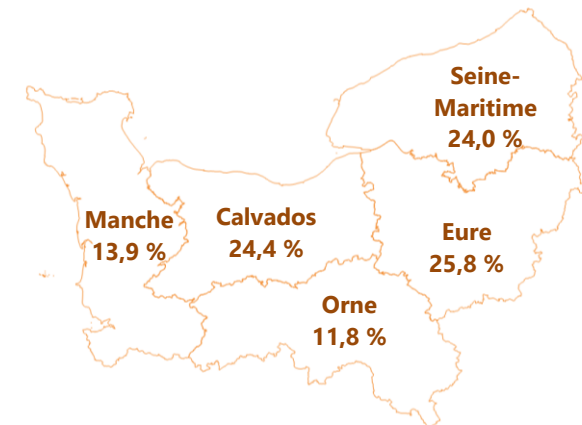 Seine-
Maritime
24,0 %
Manche
13,9 %
Calvados
24,4 %
Eure
25,8 %
Orne
11,8 %